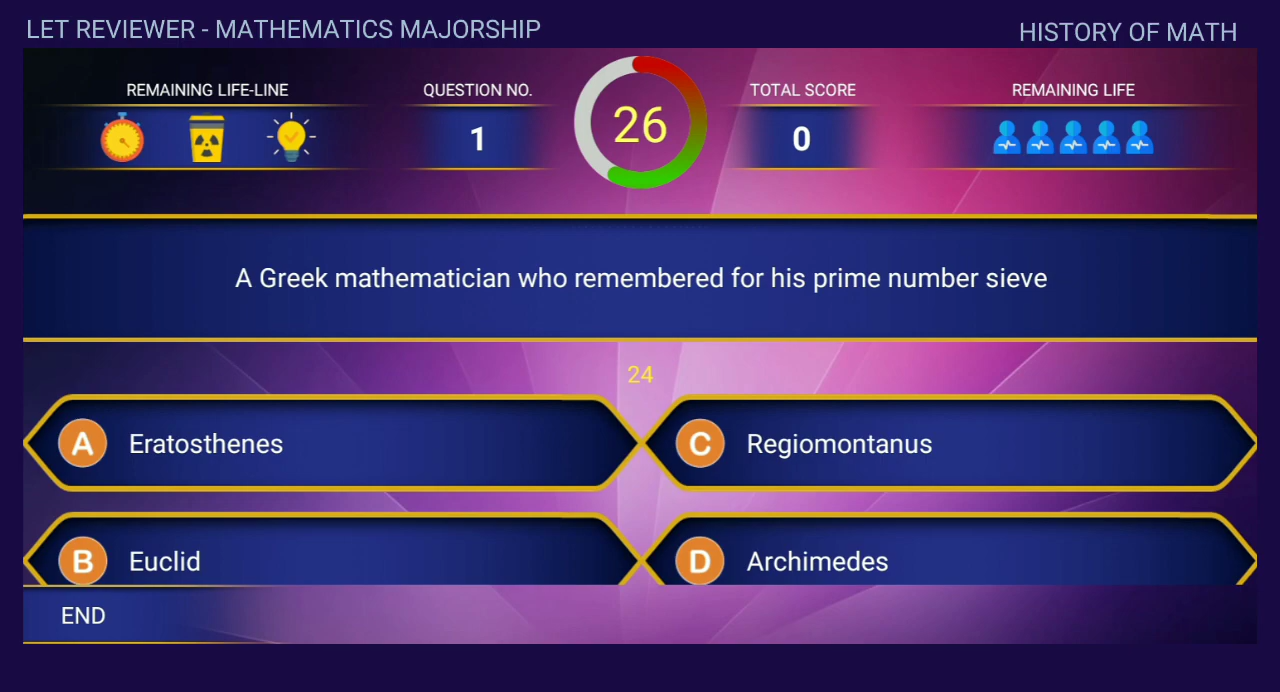 LET REVIEWER - MATHEMATICS MAJORSHIP
HISTORY OF MATH
REMAINING LIFE-LINE
QUESTION NO.
1
26
TOTAL SCORE
0
REMAINING LIFE
A Greek mathematician who remembered for his prime number sieve
24
A Eratosthenes
C Regiomontanus
B Euclid
D Archimedes
END